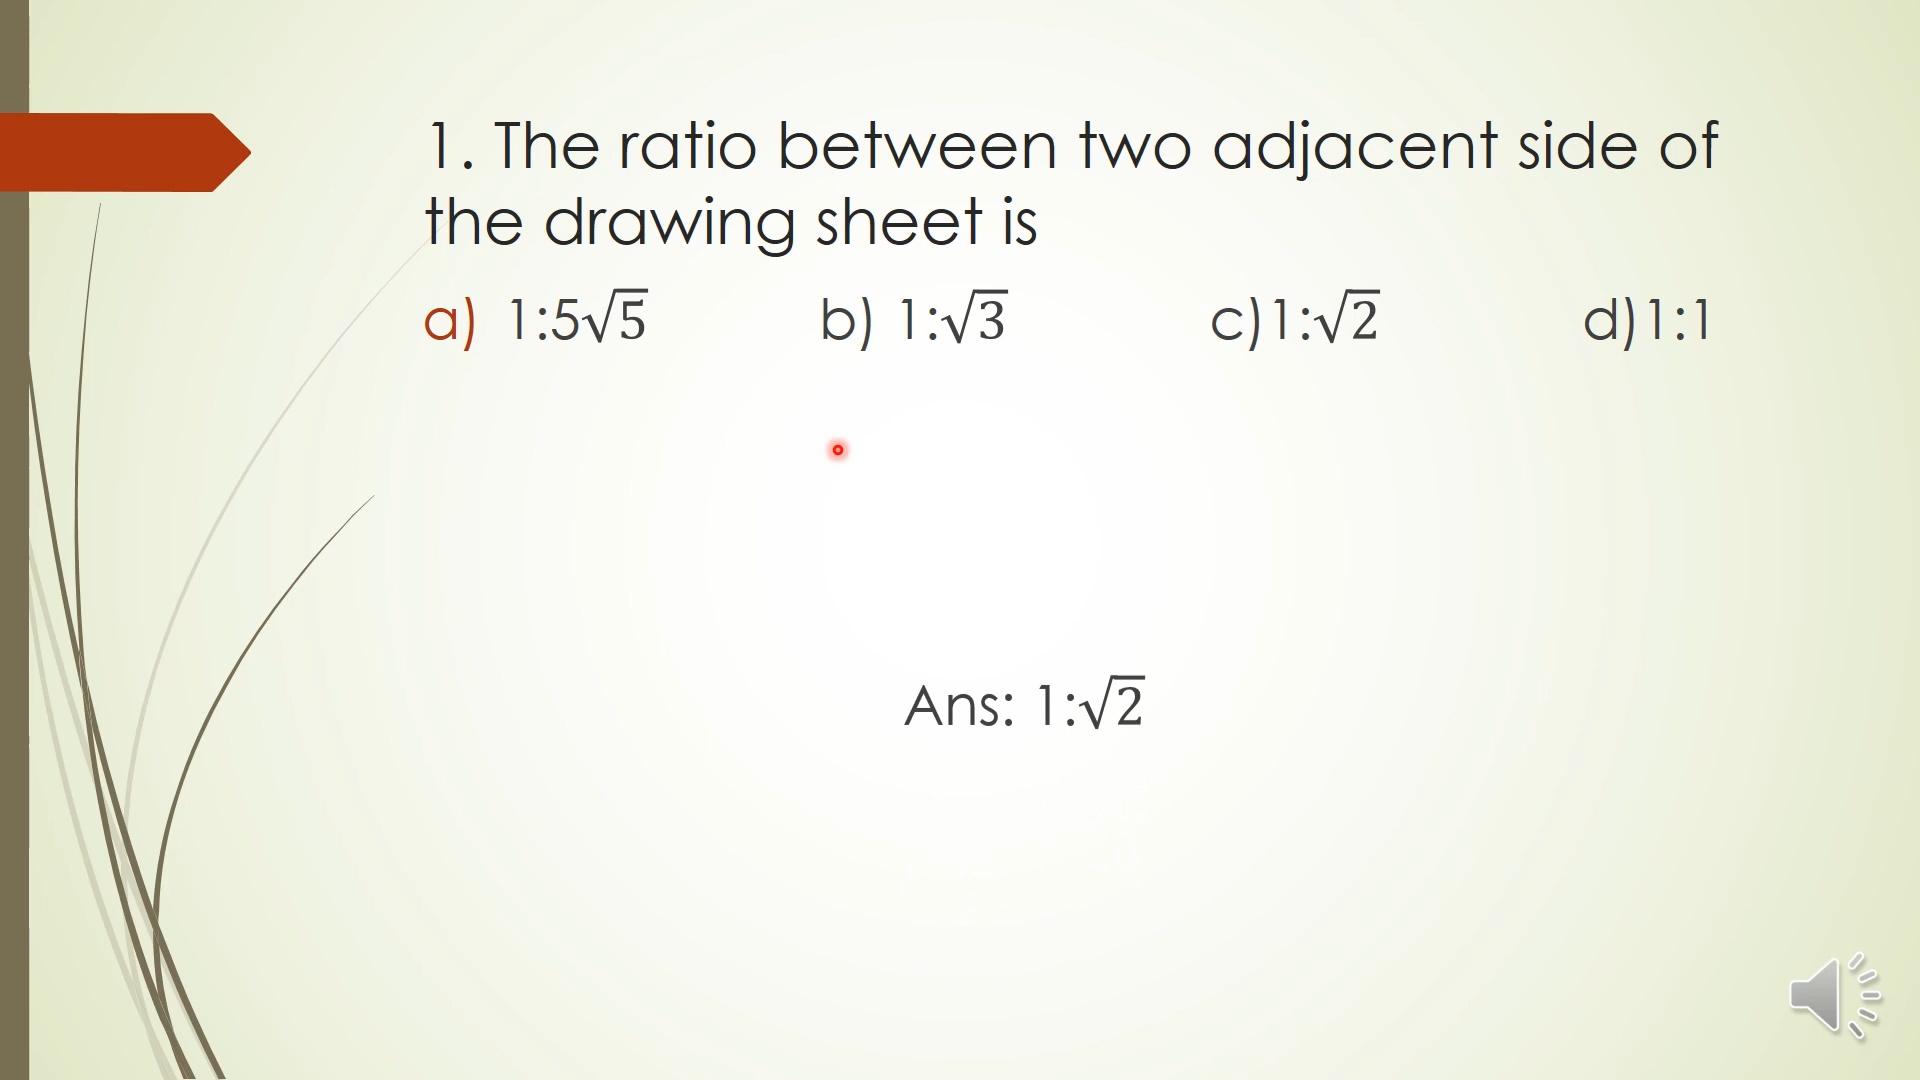 1. The ratio between two adjacent side of
the drawing sheet is
a) 1:5√5 b) 1:√3 c)1:√2 d)1:1
Ans: 1:√2